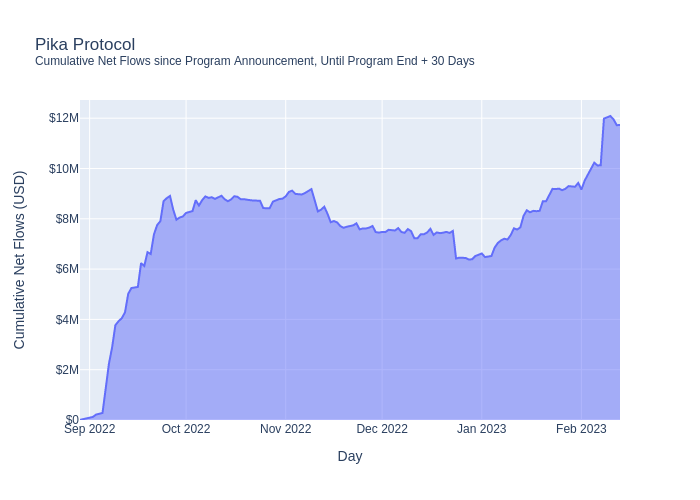 Pika Protocol
Cumulative Net Flows since Program Announcement, Until Program End + 30 Days
Cumulative Net Flows (USD)
$12M
$10M
$8M
$6M
$4M
$2M
$0
Sep 2022
Oct 2022
Nov 2022
Dec 2022
Jan 2023
Feb 2023
Day